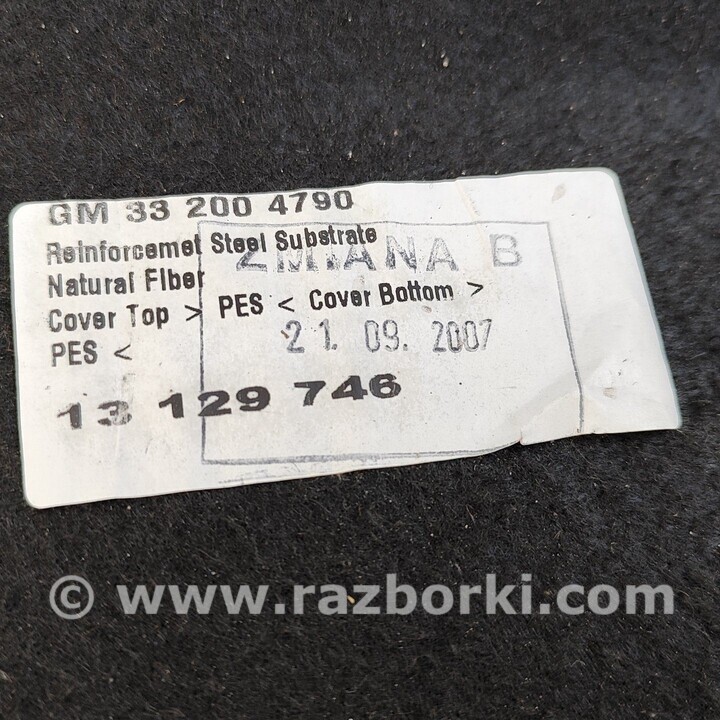 GM 33 200 4790
Reinforcemet Steel Substrate
ZMIANA B
Natural Fiber
Cover Top > PES < Cover Bottom >
PES <
21. 09. 2007
13 129 746
© www.razborki.com